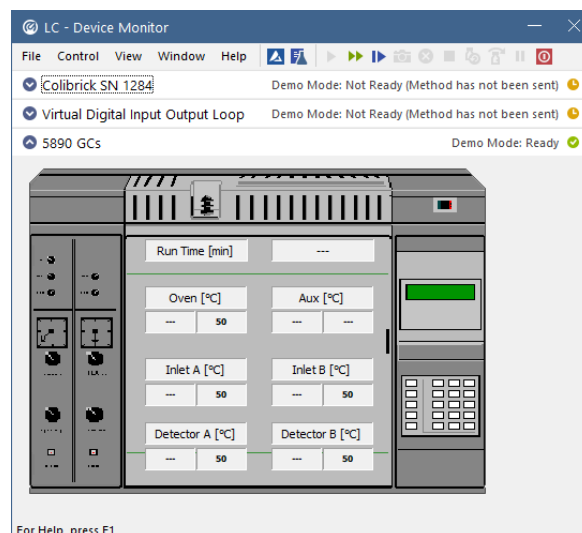 LC - Device Monitor
File Control View Window Help
Colibrick SN 1284 Demo Mode: Not Ready (Method has not been sent)
Virtual Digital Input Output Loop Demo Mode: Not Ready (Method has not been sent)
5890 GCs Demo Mode: Ready
Run Time [min] ---
Oven [°C] Aux [°C]
--- 50 --- ---
Inlet A [°C] Inlet B [°C]
--- 50 --- 50
Detector A [°C] Detector B [°C]
--- 50 --- 50
For Help, press F1